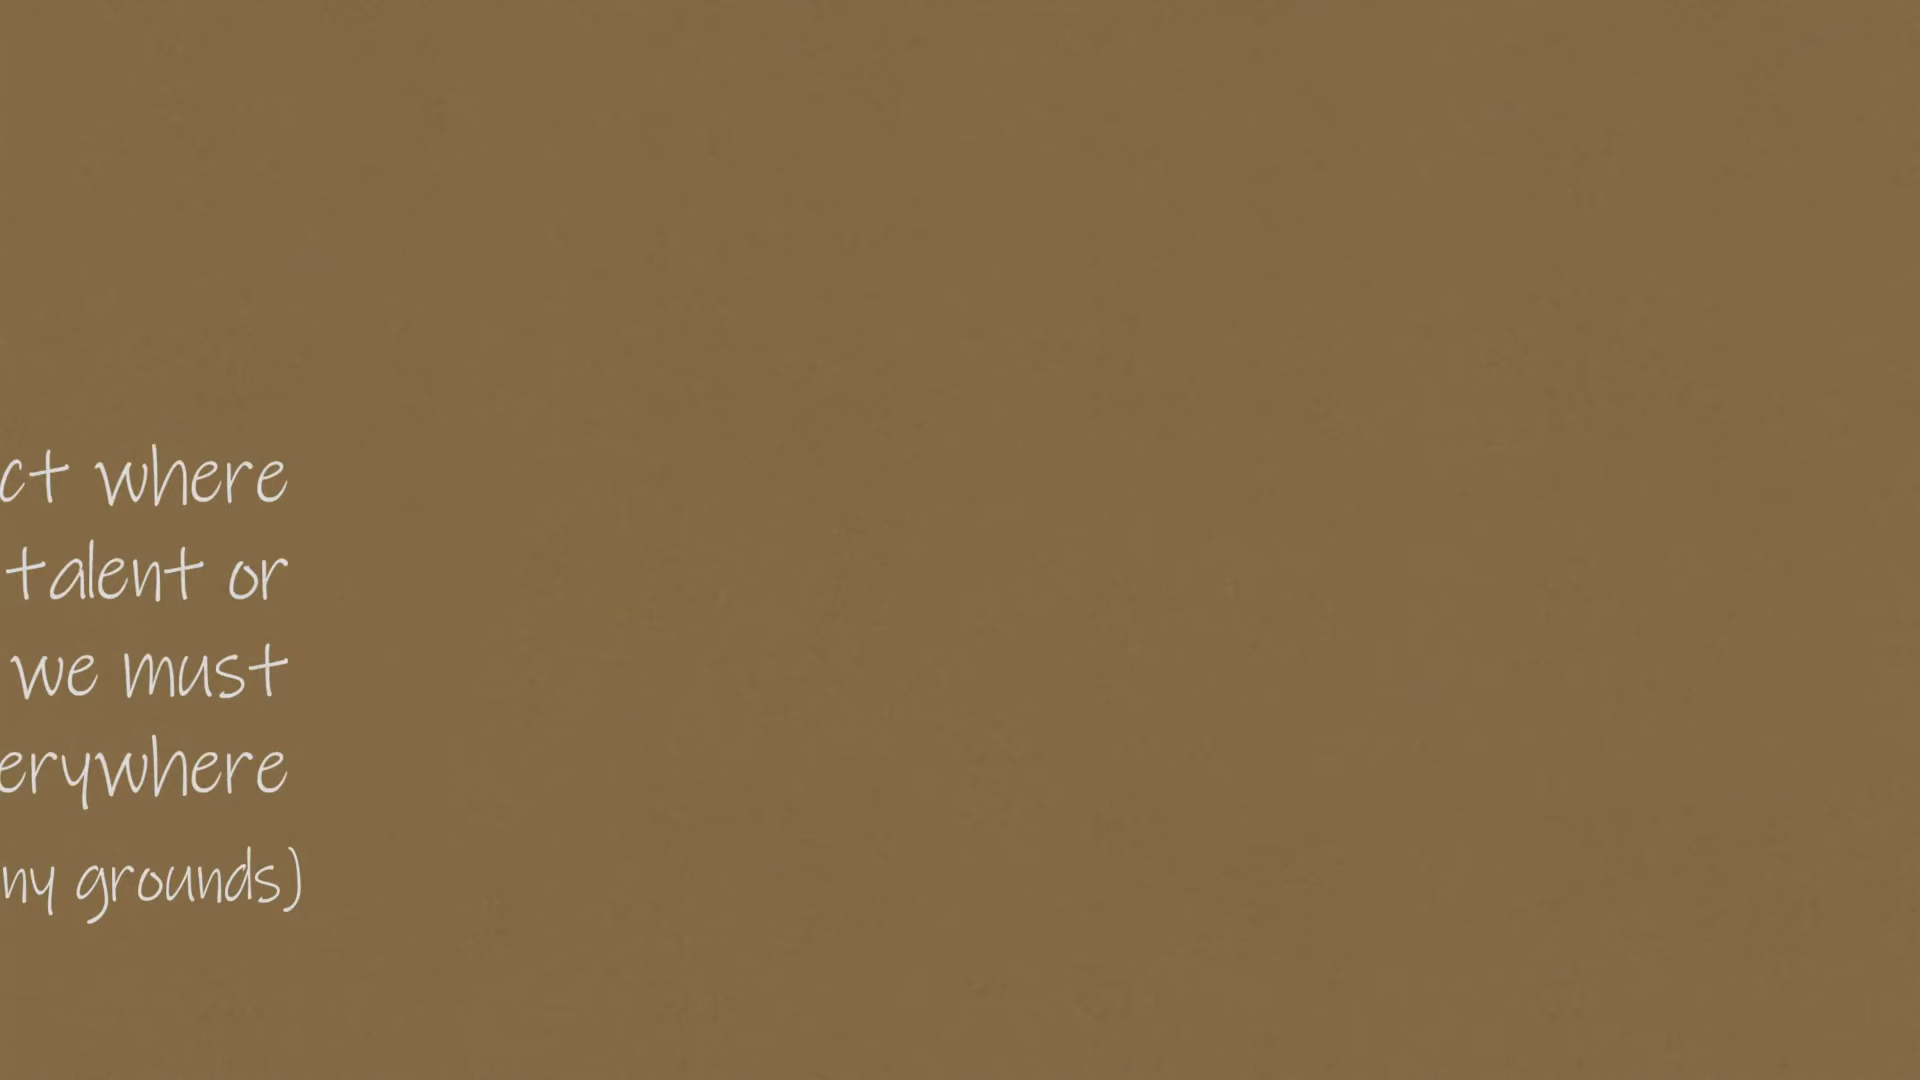 ct where
talent or
we must
erywhere
ny grounds)